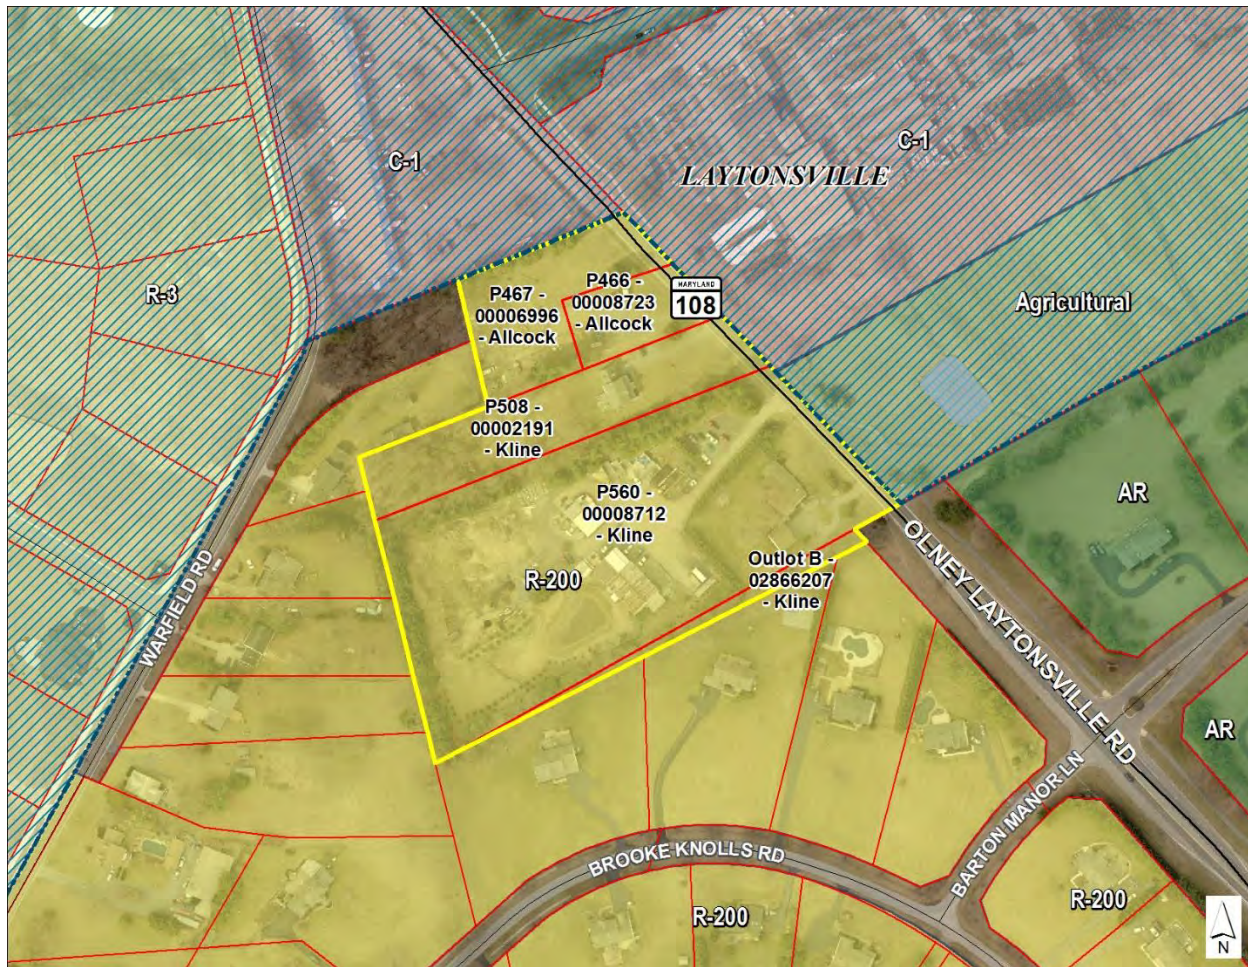 C-1
C-1
LAYTONSVILLE
R-3
P467 -
00006996
- Allcock
P466 -
00008723
- Allcock
MARYLAND
108
Agricultural
P508 -
00002191
- Kline
P560 -
00008712
- Kline
AR
R-200
Outlot B -
02866207
- Kline
OLNEY LAYTONSVILLE RD
WARFIELD RD
AR
BARTON MANOR LN
BROOKE KNOLLS RD
R-200
R-200
N